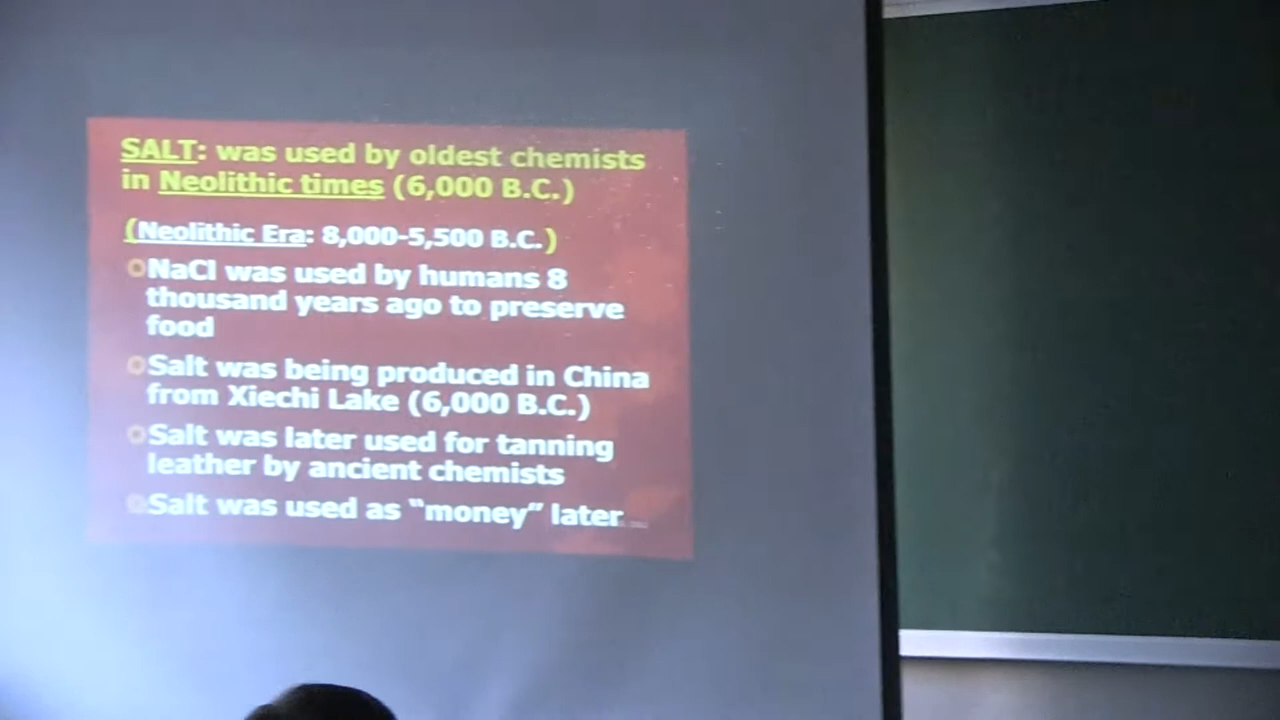 SALT: was used by oldest chemists
in Neolithic times (6,000 B.C.)
(Neolithic Era: 8,000-5,500 B.C.)
NaCl was used by humans 8
thousand years ago to preserve
food
Salt was being produced in China
from Xiechi Lake (6,000 B.C.)
Salt was later used for tanning
leather by ancient chemists
Salt was used as “money” later